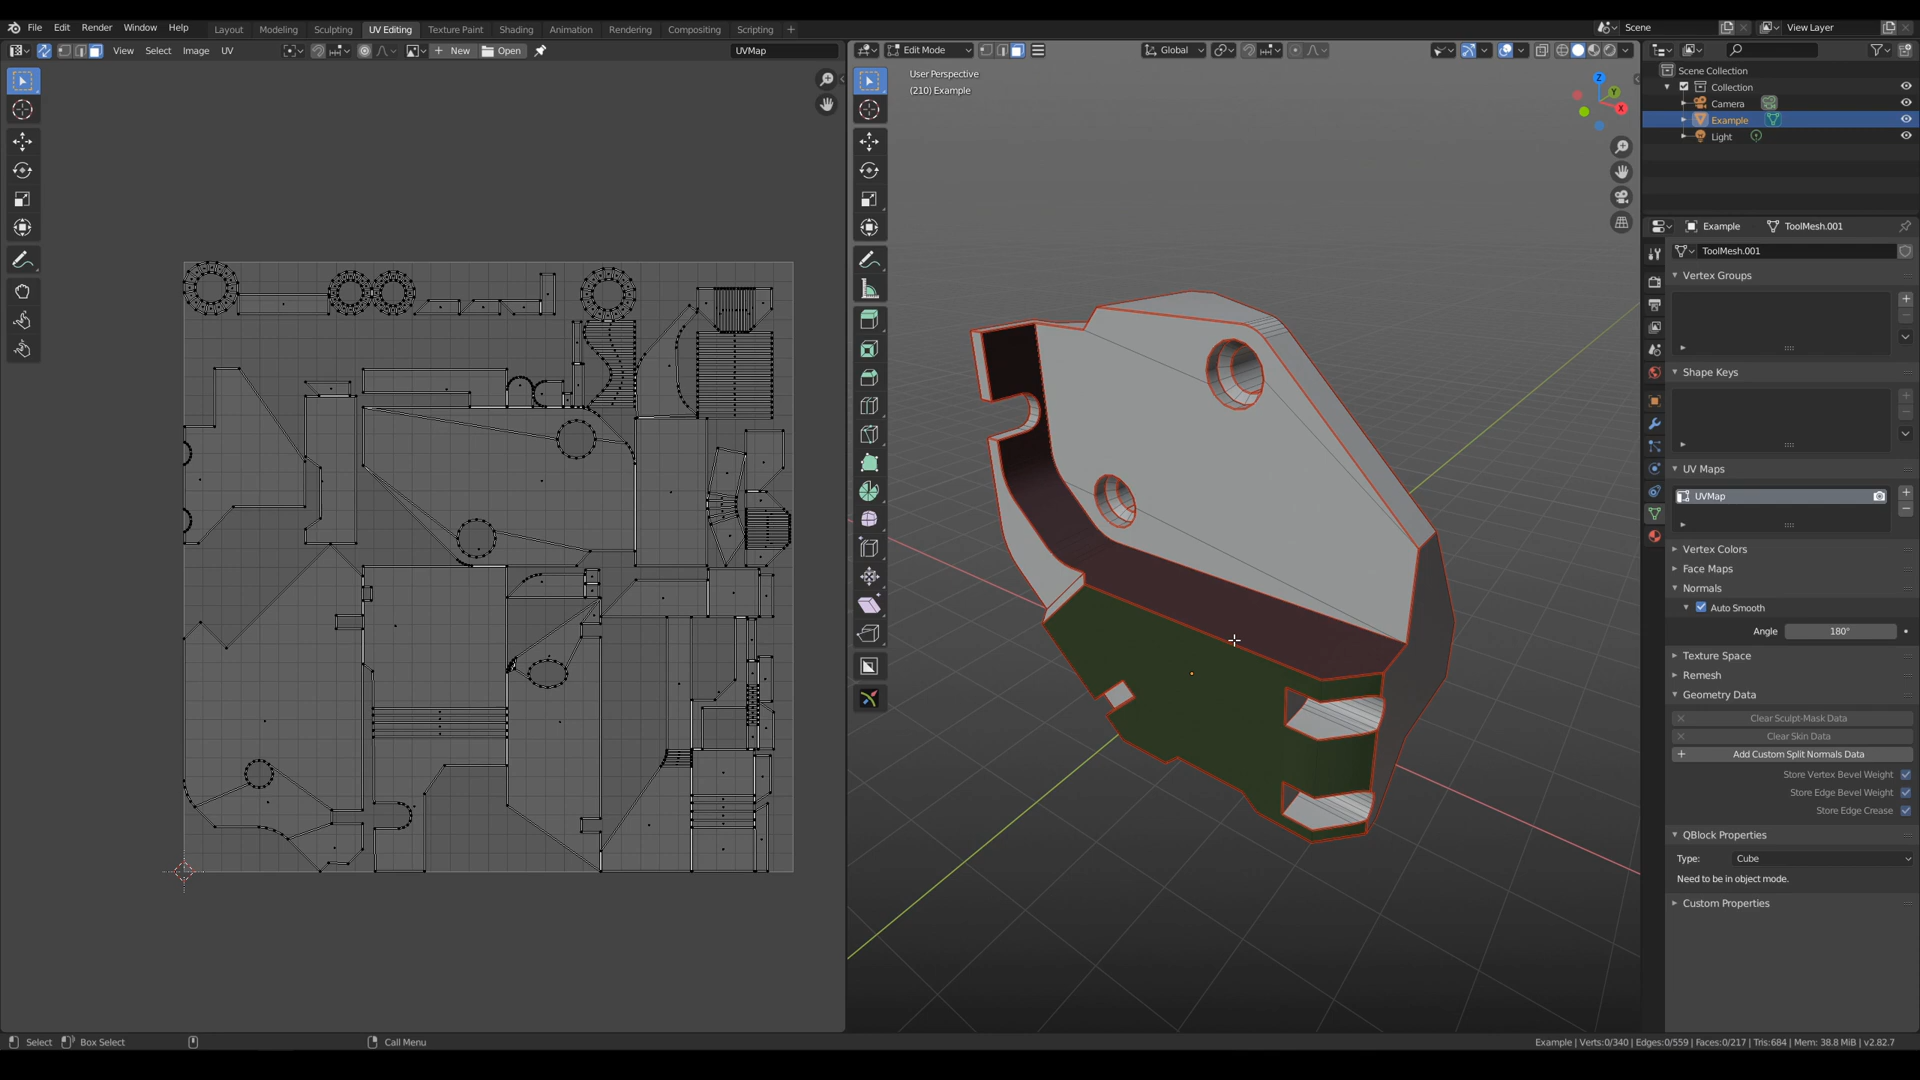 File Edit Render Window Help Layout Modeling Sculpting UV Editing Texture Paint Shading Animation Rendering Compositing Scripting + Scene View Layer
View Select Image UV New Open UVMap Edit Mode Global
Scene Collection
Collection
Camera
Example
Light
User Perspective
(210) Example
Z
Y
X
Example ToolMesh.001
ToolMesh.001
Vertex Groups
Shape Keys
UV Maps
UVMap
Vertex Colors
Face Maps
Normals
Auto Smooth
Angle 180°
Texture Space
Remesh
Geometry Data
Clear Sculpt-Mask Data
Clear Skin Data
Add Custom Split Normals Data
Store Vertex Bevel Weight
Store Edge Bevel Weight
Store Edge Crease
QBlock Properties
Type: Cube
Need to be in object mode.
Custom Properties
Select Box Select Call Menu Example | Verts:0/340 | Edges:0/559 | Faces:0/217 | Tris:684 | Mem: 38.8 MiB | v2.82.7